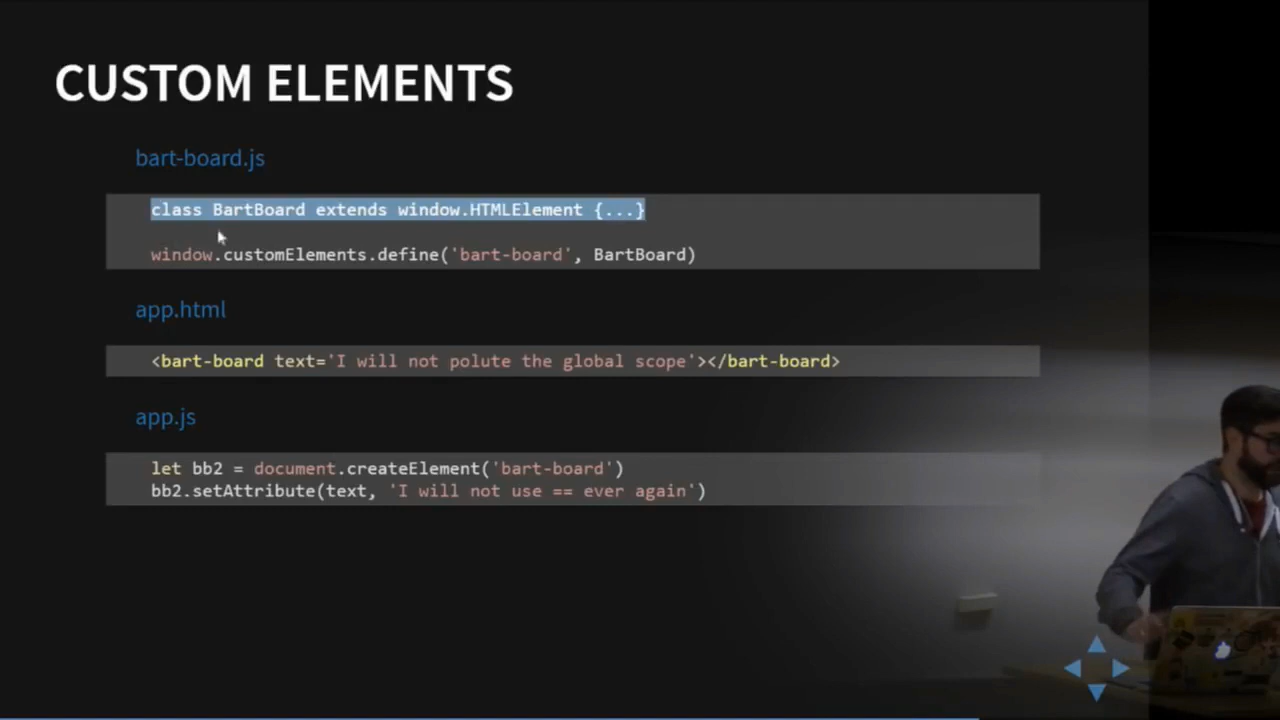 CUSTOM ELEMENTS
bart-board.js
class BartBoard extends window.HTMLElement {...}
window.customElements.define('bart-board', BartBoard)
app.html
<bart-board text='I will not polute the global scope'></bart-board>
app.js
let bb2 = document.createElement('bart-board')
bb2.setAttribute(text, 'I will not use == ever again')